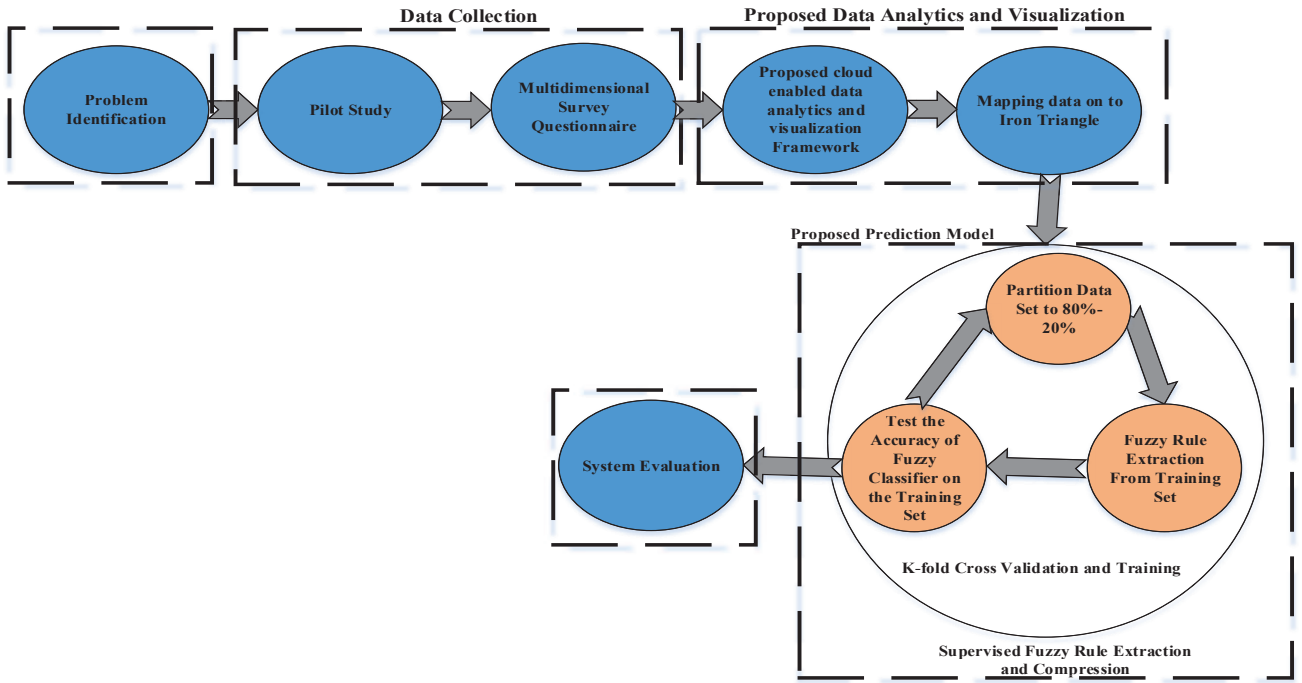 Data Collection
Proposed Data Analytics and Visualization
Problem
Identification
Pilot Study
Multidimensional
Survey
Questionnaire
Proposed cloud
enabled data
analytics and
visualization
Framework
Mapping data on to
Iron Triangle
Proposed Prediction Model
Partition Data
Set to 80%-
20%
Fuzzy Rule
Extraction
From Training
Set
Test the
Accuracy of
Fuzzy
Classifier on
the Training
Set
System Evaluation
K-fold Cross Validation and Training
Supervised Fuzzy Rule Extraction
and Compression